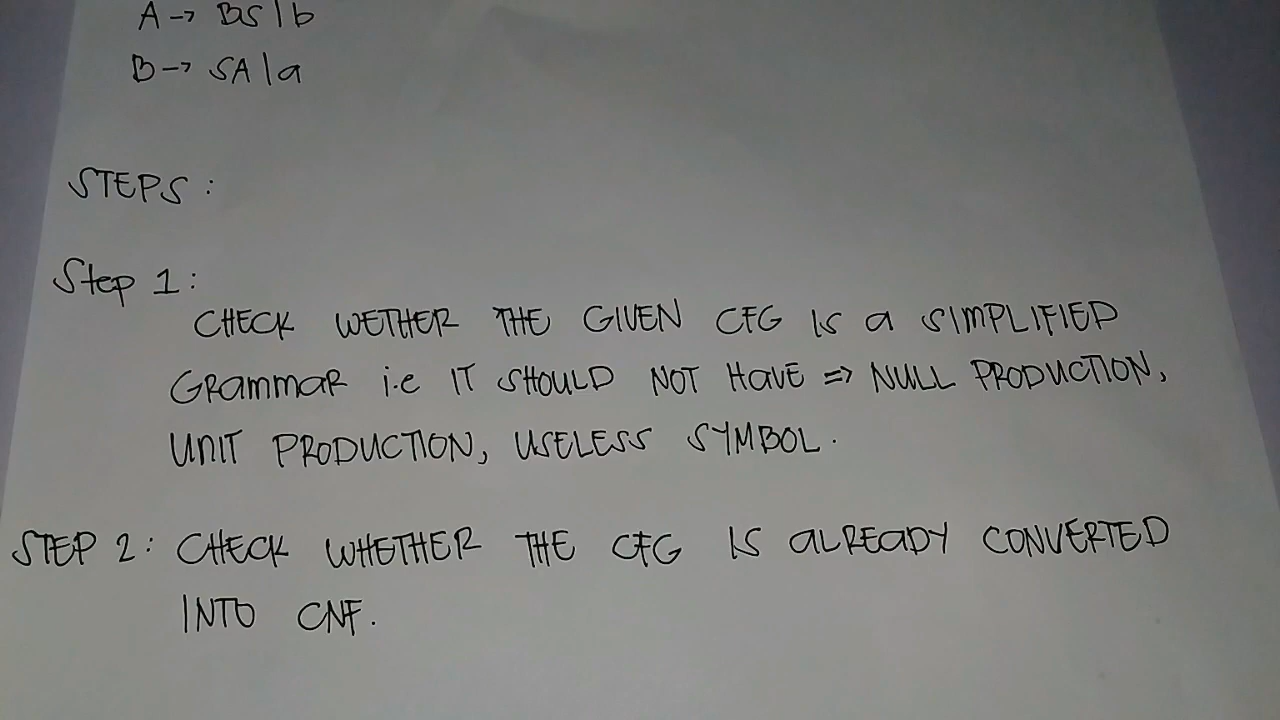 A → BS | b
B → SA | a
STEPS :
Step 1 :
CHECK WETHER THE GIVEN CFG IS a SIMPLIFIED
GRammaR i.e IT SHOULD NOT HAVE => NULL PRODUCTION,
UNIT PRODUCTION, USELESS SYMBOL.
STEP 2 : CHECK WHETHER THE CFG IS aLREADY CONVERTED
INTO CNF.